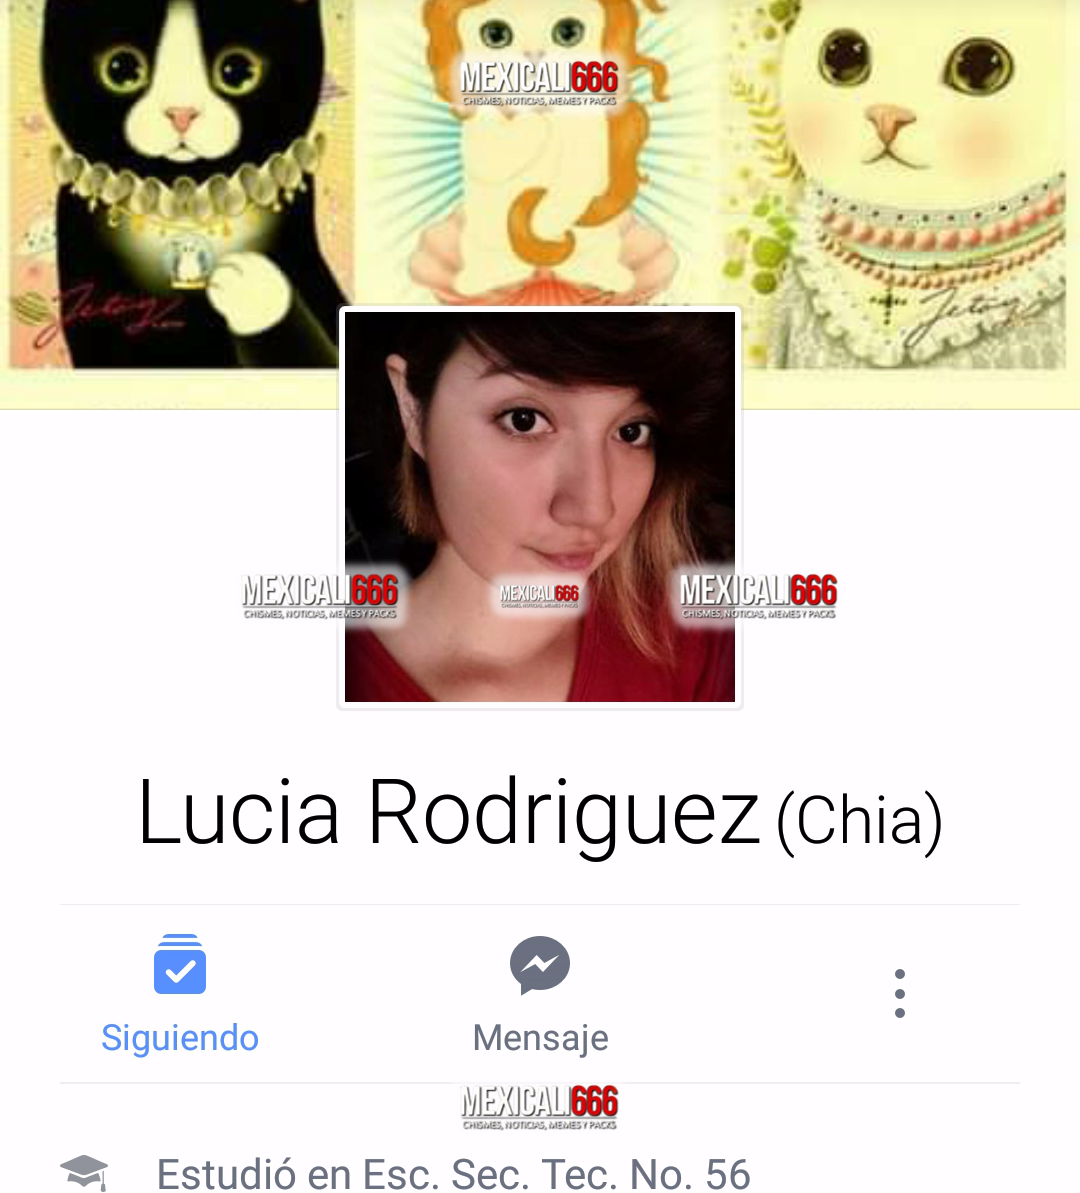 MEXICALI666
CHISMES, NOTICIAS, MEMES Y PACKS
Jetoy
Jetoy
MEXICALI666
CHISMES, NOTICIAS, MEMES Y PACKS
MEXICALI666
CHISMES, NOTICIAS, MEMES Y PACKS
MEXICALI666
CHISMES, NOTICIAS, MEMES Y PACKS
Lucia Rodriguez (Chia)
Siguiendo
Mensaje
MEXICALI666
CHISMES, NOTICIAS, MEMES Y PACKS
Estudió en Esc. Sec. Tec. No. 56